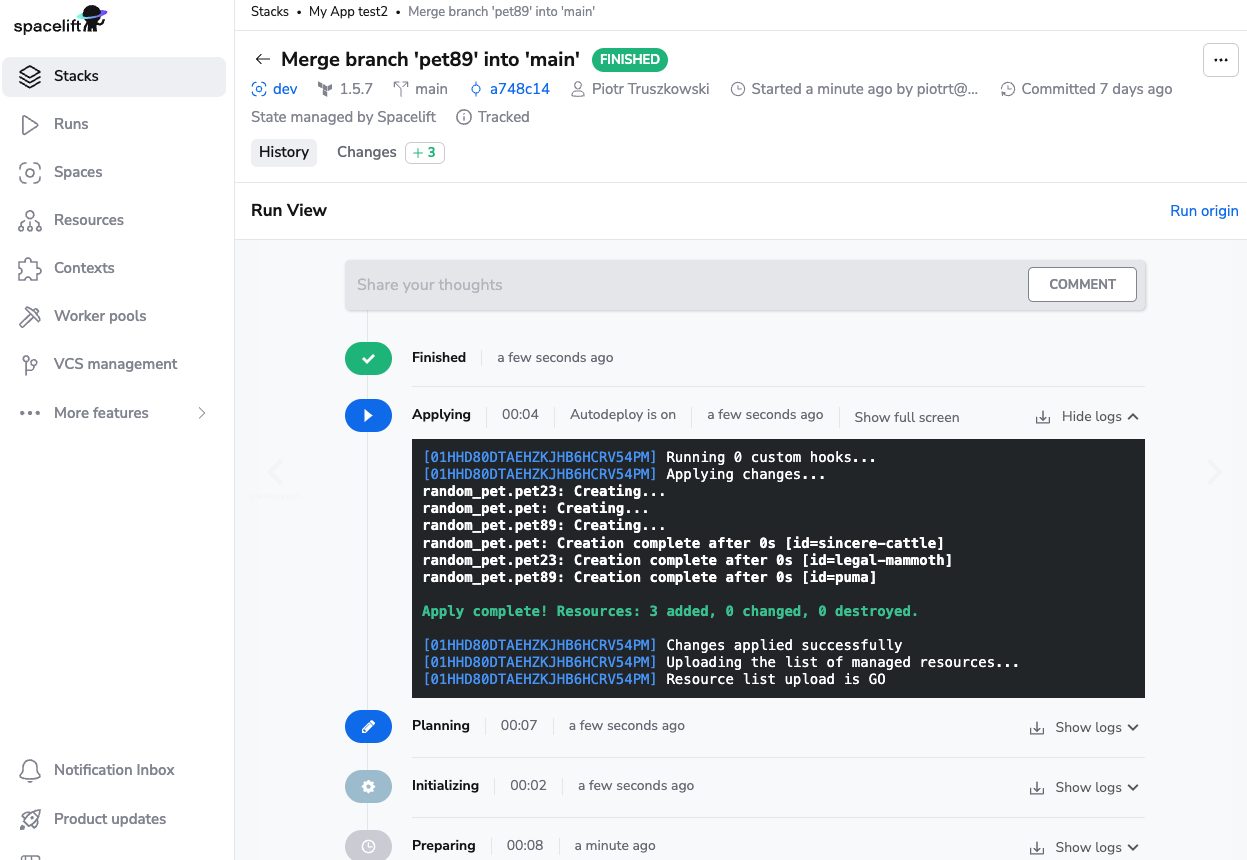 spacelift
Stacks • My App test2 • Merge branch 'pet89' into 'main'
Merge branch 'pet89' into 'main' FINISHED
dev 1.5.7 main a748c14 Piotr Truszkowski Started a minute ago by piotrt@... Committed 7 days ago
State managed by Spacelift Tracked
History Changes + 3
Run View Run origin
Stacks
Runs
Spaces
Resources
Contexts
Worker pools
VCS management
More features
Notification Inbox
Product updates
Share your thoughts COMMENT
Finished a few seconds ago
Applying 00:04 Autodeploy is on a few seconds ago Show full screen Hide logs
[01HHD80DTAEHZKJHB6HCRV54PM] Running 0 custom hooks...
[01HHD80DTAEHZKJHB6HCRV54PM] Applying changes...
random_pet.pet23: Creating...
random_pet.pet: Creating...
random_pet.pet89: Creating...
random_pet.pet: Creation complete after 0s [id=sincere-cattle]
random_pet.pet23: Creation complete after 0s [id=legal-mammoth]
random_pet.pet89: Creation complete after 0s [id=puma]
Apply complete! Resources: 3 added, 0 changed, 0 destroyed.
[01HHD80DTAEHZKJHB6HCRV54PM] Changes applied successfully
[01HHD80DTAEHZKJHB6HCRV54PM] Uploading the list of managed resources...
[01HHD80DTAEHZKJHB6HCRV54PM] Resource list upload is GO
Planning 00:07 a few seconds ago Show logs
Initializing 00:02 a few seconds ago Show logs
Preparing 00:08 a minute ago Show logs